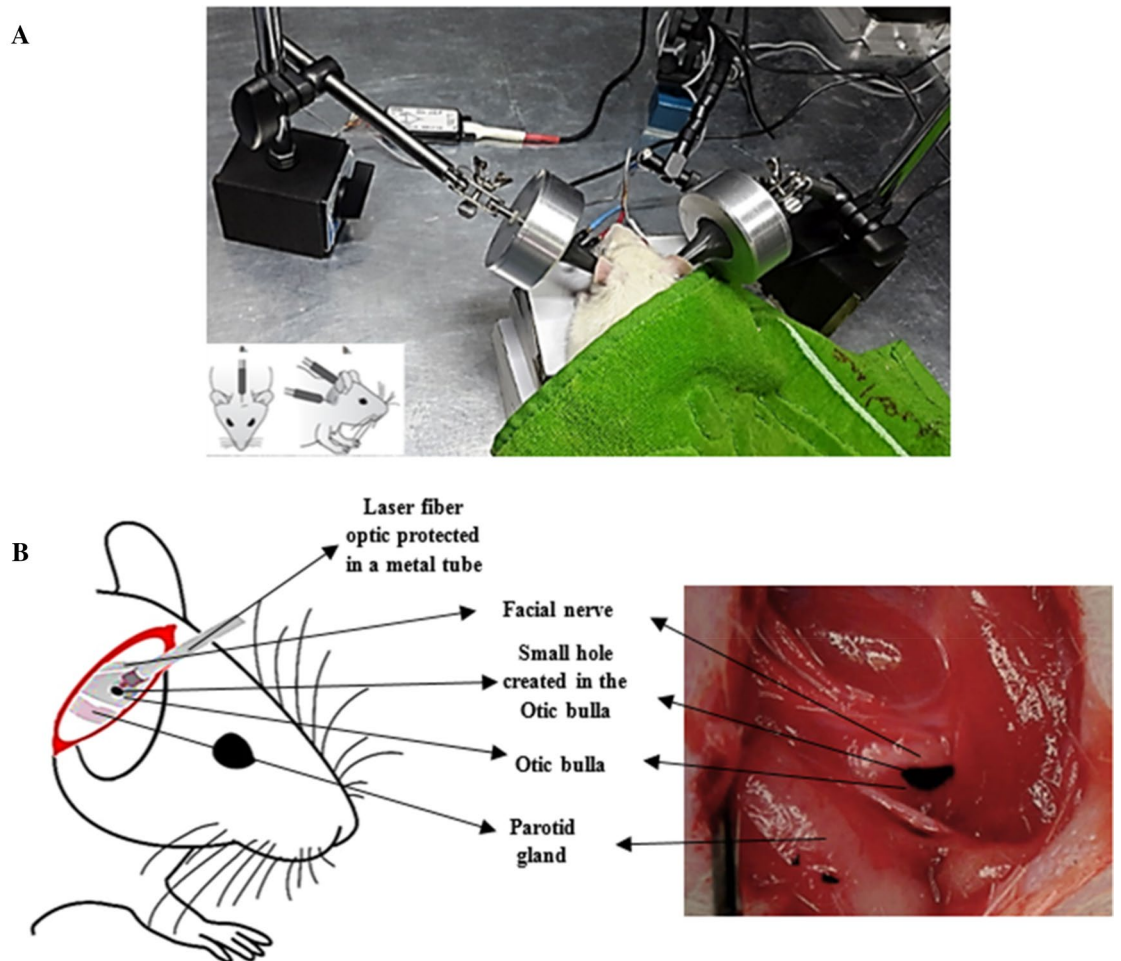 A
B
Laser fiber
optic protected
in a metal tube
Facial nerve
Small hole
created in the
Otic bulla
Otic bulla
Parotid
gland